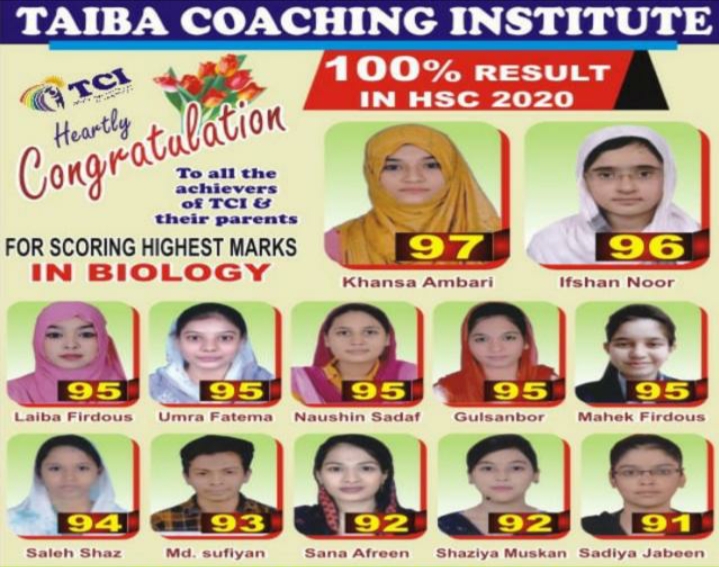 TAIBA COACHING INSTITUTE
TCI
100% RESULT
IN HSC 2020
Heartly
Congratulation
To all the
achievers
of TCI &
their parents
FOR SCORING HIGHEST MARKS
IN BIOLOGY
97
96
Khansa Ambari
Ifshan Noor
95
95
95
95
95
Laiba Firdous
Umra Fatema
Naushin Sadaf
Gulsanbor
Mahek Firdous
94
93
92
92
91
Saleh Shaz
Md. sufiyan
Sana Afreen
Shaziya Muskan
Sadiya Jabeen